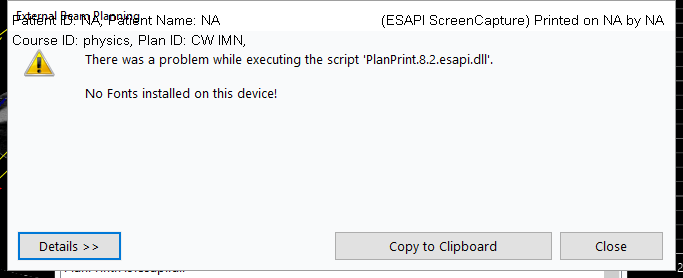 External Beam Planning
Patient ID: NA, Patient Name: NA (ESAPI ScreenCapture) Printed on NA by NA
Course ID: physics, Plan ID: CW IMN,
There was a problem while executing the script 'PlanPrint.8.2.esapi.dll'.
No Fonts installed on this device!
Details >> Copy to Clipboard Close
2